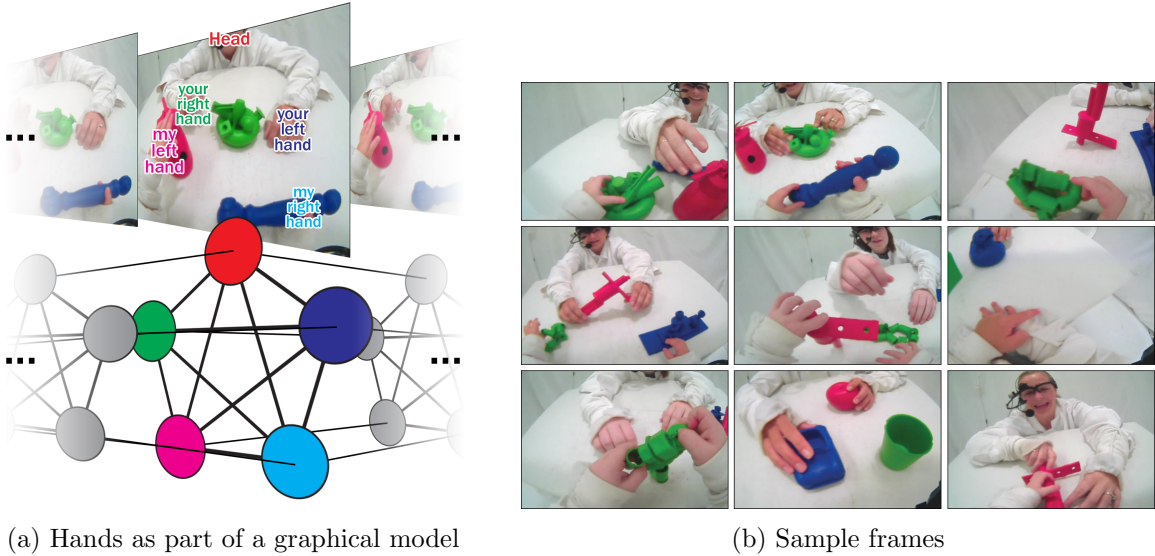 Head
your
right
hand
your
left
hand
my
left
hand
my
right
hand
...
...
...
...
(a) Hands as part of a graphical model
(b) Sample frames